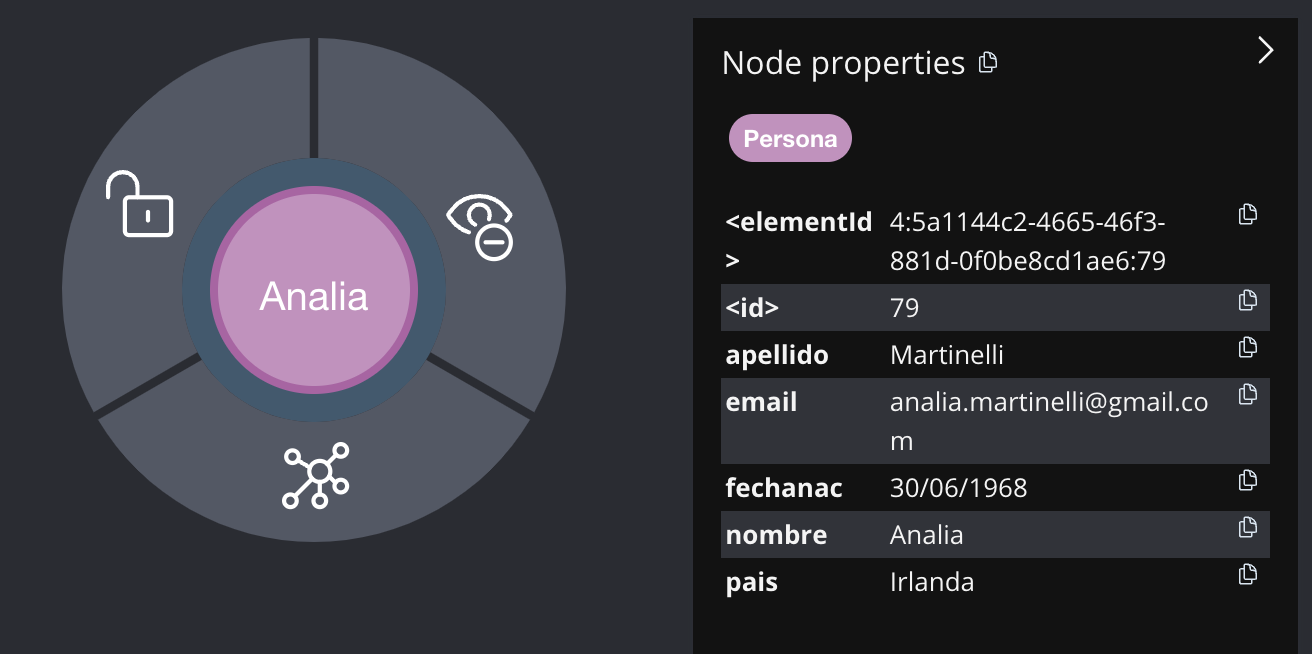 Analia
Node properties
Persona
<elementId
>
4:5a1144c2-4665-46f3-
881d-0f0be8cd1ae6:79
<id> 79
apellido Martinelli
email analia.martinelli@gmail.co
m
fechanac 30/06/1968
nombre Analia
pais Irlanda